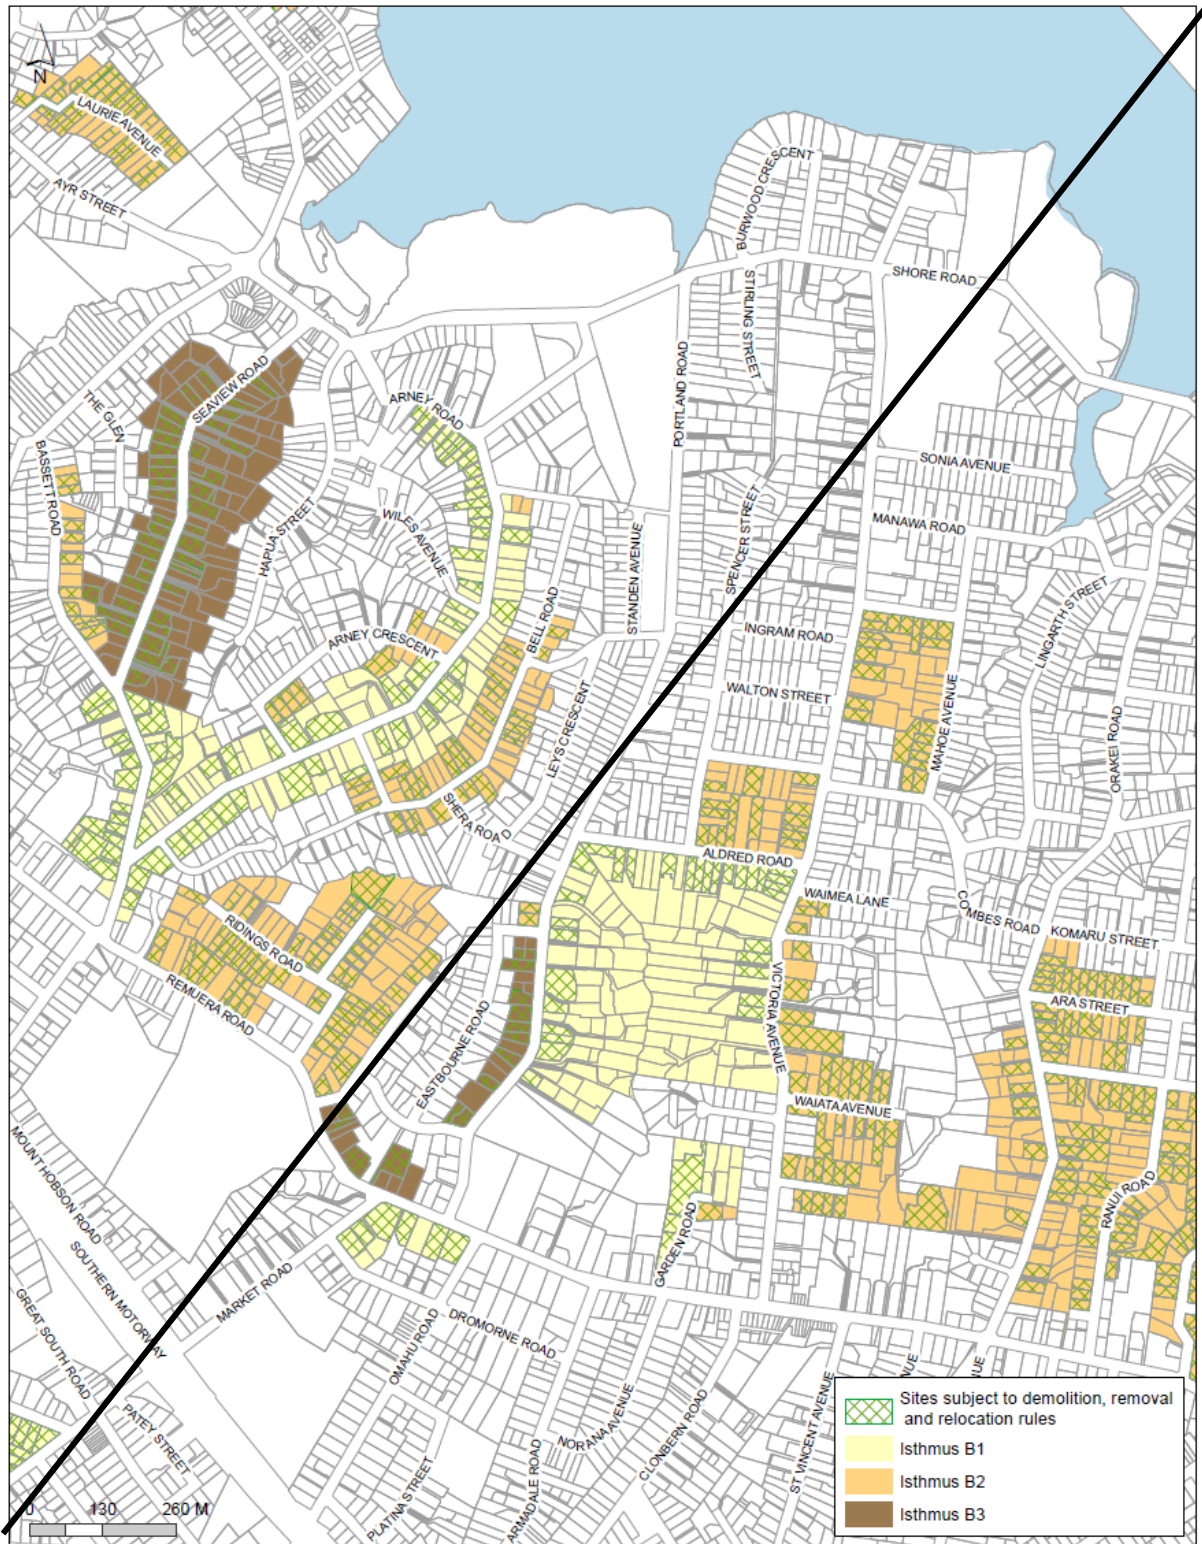 N
LAURIE AVENUE
AYR STREET
BURWOOD CRESCENT
SHORE ROAD
STIRLING STREET
PORTLAND ROAD
SEAVIEW ROAD
THE GLEN
ARNEY ROAD
BASSETT ROAD
SONIA AVENUE
HAPUA STREET
WILES AVENUE
SPENCER STREET
MANAWA ROAD
STANDEN AVENUE
BELL ROAD
LINGARTH STREET
ARNEY CRESCENT
INGRAM ROAD
WALTON STREET
LEYS CRESCENT
MAHOE AVENUE
ORAKEI ROAD
SHERA ROAD
ALDRED ROAD
WAIMEA LANE
COMBES ROAD
KOMARU STREET
RIDINGS ROAD
REMUERA ROAD
VICTORIA AVENUE
ARA STREET
EASTBOURNE ROAD
WAIATA AVENUE
RANUI ROAD
MOUNT HOBSON ROAD
GARDEN ROAD
SOUTHERN MOTORWAY
MARKET ROAD
GREAT SOUTH ROAD
OMAHU ROAD
DROMORNE ROAD
PATEY STREET
NORANA AVENUE
CLONBERN ROAD
ST VINCENT AVENUE
PLATINA STREET
ARMADALE ROAD
Sites subject to demolition, removal
and relocation rules
Isthmus B1
Isthmus B2
Isthmus B3
0 130 260 M